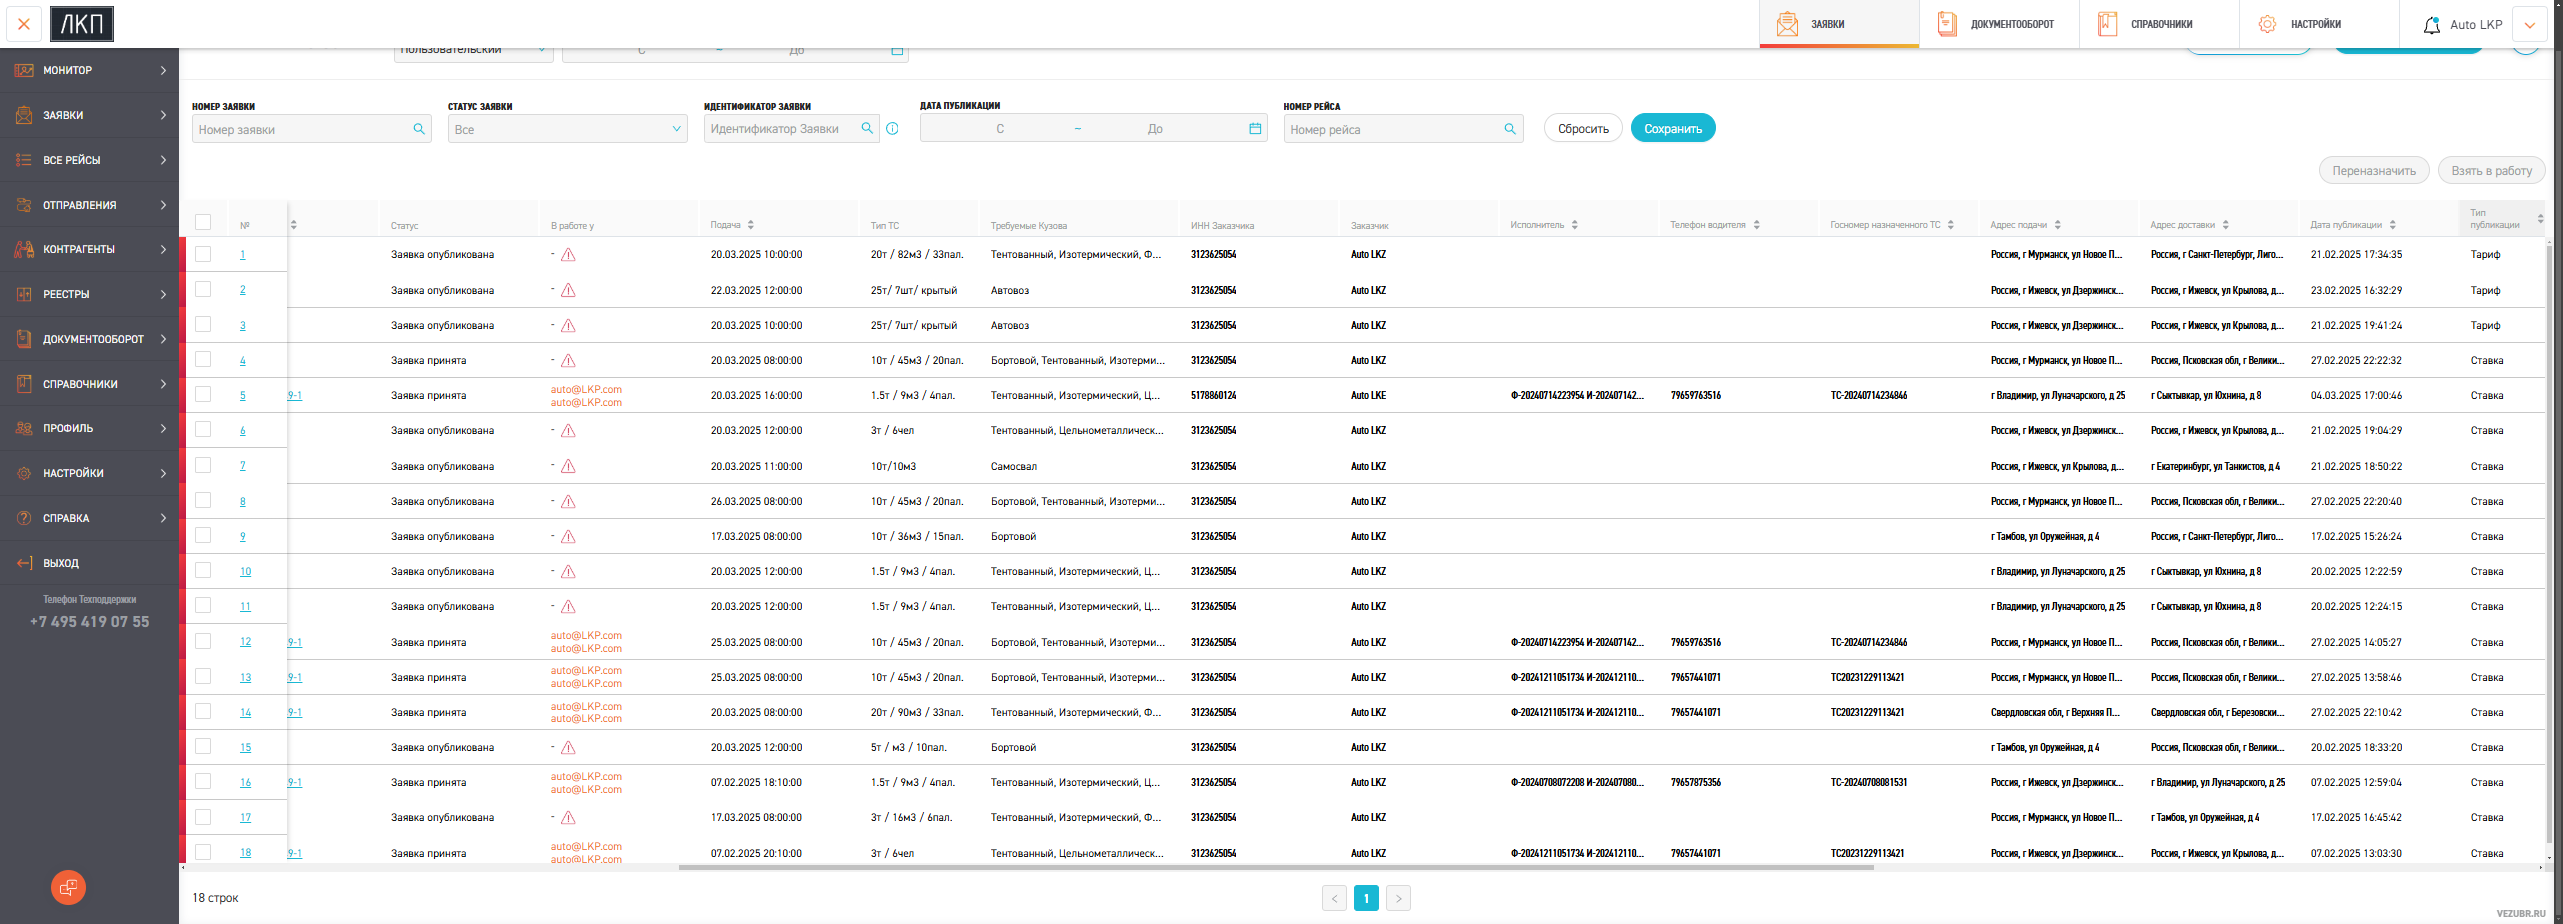 ЛКП
ЗАЯВКИ
ДОКУМЕНТООБОРОТ
СПРАВОЧНИКИ
НАСТРОЙКИ
Auto LKP
Пользовательский
С ~ До
МОНИТОР
ЗАЯВКИ
ВСЕ РЕЙСЫ
ОТПРАВЛЕНИЯ
КОНТРАГЕНТЫ
РЕЕСТРЫ
ДОКУМЕНТООБОРОТ
СПРАВОЧНИКИ
ПРОФИЛЬ
НАСТРОЙКИ
СПРАВКА
ВЫХОД
Телефон Техподдержки
+7 495 419 07 55
НОМЕР ЗАЯВКИ СТАТУС ЗАЯВКИ ИДЕНТИФИКАТОР ЗАЯВКИ ДАТА ПУБЛИКАЦИИ НОМЕР РЕЙСА
Номер заявки Все Идентификатор Заявки С ~ До Номер рейса Сбросить Сохранить
Переназначить Взять в работу
№ Статус В работе у Подача Тип ТС Требуемые Кузова ИНН Заказчика Заказчик Исполнитель Телефон водителя Госномер назначенного ТС Адрес подачи Адрес доставки Дата публикации Тип публикации
1 Заявка опубликована - 20.03.2025 10:00:00 20т / 82м3 / 33пал. Тентованный, Изотермический, Ф... 3123625054 Auto LKZ Россия, г Мурманск, ул Новое П... Россия, г Санкт-Петербург, Лиго... 21.02.2025 17:34:35 Тариф
2 Заявка опубликована - 22.03.2025 12:00:00 25т/ 7шт/ крытый Автовоз 3123625054 Auto LKZ Россия, г Ижевск, ул Дзержинск... Россия, г Ижевск, ул Крылова, д... 23.02.2025 16:32:29 Тариф
3 Заявка опубликована - 20.03.2025 10:00:00 25т/ 7шт/ крытый Автовоз 3123625054 Auto LKZ Россия, г Ижевск, ул Дзержинск... Россия, г Ижевск, ул Крылова, д... 21.02.2025 19:41:24 Тариф
4 Заявка принята - 20.03.2025 08:00:00 10т / 45м3 / 20пал. Бортовой, Тентованный, Изотерми... 3123625054 Auto LKZ Россия, г Мурманск, ул Новое П... Россия, Псковская обл, г Велики... 27.02.2025 22:22:32 Ставка
5 9-1 Заявка принята auto@LKP.com auto@LKP.com 20.03.2025 16:00:00 1.5т / 9м3 / 4пал. Тентованный, Изотермический, Ц... 5178860124 Auto LKE Ф-20240714223954 И-202407142... 79659763516 ТС-20240714234846 г Владимир, ул Луначарского, д 25 г Сыктывкар, ул Юхнина, д 8 04.03.2025 17:00:46 Ставка
6 Заявка опубликована - 20.03.2025 12:00:00 3т / 6чел Тентованный, Цельнометаллическ... 3123625054 Auto LKZ Россия, г Ижевск, ул Дзержинск... Россия, г Ижевск, ул Крылова, д... 21.02.2025 19:04:29 Ставка
7 Заявка опубликована - 20.03.2025 11:00:00 10т/10м3 Самосвал 3123625054 Auto LKZ Россия, г Ижевск, ул Крылова, д... г Екатеринбург, ул Танкистов, д 4 21.02.2025 18:50:22 Ставка
8 Заявка опубликована - 26.03.2025 08:00:00 10т / 45м3 / 20пал. Бортовой, Тентованный, Изотерми... 3123625054 Auto LKZ Россия, г Мурманск, ул Новое П... Россия, Псковская обл, г Велики... 27.02.2025 22:20:40 Ставка
9 Заявка опубликована - 17.03.2025 08:00:00 10т / 36м3 / 15пал. Бортовой 3123625054 Auto LKZ г Тамбов, ул Оружейная, д 4 Россия, г Санкт-Петербург, Лиго... 17.02.2025 15:26:24 Ставка
10 Заявка опубликована - 20.03.2025 12:00:00 1.5т / 9м3 / 4пал. Тентованный, Изотермический, Ц... 3123625054 Auto LKZ г Владимир, ул Луначарского, д 25 г Сыктывкар, ул Юхнина, д 8 20.02.2025 12:22:59 Ставка
11 Заявка опубликована - 20.03.2025 12:00:00 1.5т / 9м3 / 4пал. Тентованный, Изотермический, Ц... 3123625054 Auto LKZ г Владимир, ул Луначарского, д 25 г Сыктывкар, ул Юхнина, д 8 20.02.2025 12:24:15 Ставка
12 9-1 Заявка принята auto@LKP.com auto@LKP.com 25.03.2025 08:00:00 10т / 45м3 / 20пал. Бортовой, Тентованный, Изотерми... 3123625054 Auto LKZ Ф-20240714223954 И-202407142... 79659763516 ТС-20240714234846 Россия, г Мурманск, ул Новое П... Россия, Псковская обл, г Велики... 27.02.2025 14:05:27 Ставка
13 9-1 Заявка принята auto@LKP.com auto@LKP.com 25.03.2025 08:00:00 10т / 45м3 / 20пал. Бортовой, Тентованный, Изотерми... 3123625054 Auto LKZ Ф-20241211051734 И-202412110... 79657441071 ТС20231229113421 Россия, г Мурманск, ул Новое П... Россия, Псковская обл, г Велики... 27.02.2025 13:58:46 Ставка
14 9-1 Заявка принята auto@LKP.com auto@LKP.com 20.03.2025 08:00:00 20т / 90м3 / 33пал. Тентованный, Изотермический, Ф... 3123625054 Auto LKZ Ф-20241211051734 И-202412110... 79657441071 ТС20231229113421 Свердловская обл, г Верхняя П... Свердловская обл, г Березовски... 27.02.2025 22:10:42 Ставка
15 Заявка опубликована - 20.03.2025 12:00:00 5т / м3 / 10пал. Бортовой 3123625054 Auto LKZ г Тамбов, ул Оружейная, д 4 Россия, Псковская обл, г Велики... 20.02.2025 18:33:20 Ставка
16 9-1 Заявка принята auto@LKP.com auto@LKP.com 07.02.2025 18:10:00 1.5т / 9м3 / 4пал. Тентованный, Изотермический, Ц... 3123625054 Auto LKZ Ф-20240708072208 И-202407080... 79657875356 ТС-20240708081531 Россия, г Ижевск, ул Дзержинск... г Владимир, ул Луначарского, д 25 07.02.2025 12:59:04 Ставка
17 Заявка опубликована - 17.03.2025 08:00:00 3т / 16м3 / 6пал. Тентованный, Изотермический, Ф... 3123625054 Auto LKZ Россия, г Мурманск, ул Новое П... г Тамбов, ул Оружейная, д 4 17.02.2025 16:45:42 Ставка
18 9-1 Заявка принята auto@LKP.com auto@LKP.com 07.02.2025 20:10:00 3т / 6чел Тентованный, Цельнометаллическ... 3123625054 Auto LKZ Ф-20241211051734 И-202412110... 79657441071 ТС20231229113421 Россия, г Ижевск, ул Дзержинск... Россия, г Ижевск, ул Крылова, д... 07.02.2025 13:03:30 Ставка
18 строк
< 1 >
VEZUBR.RU